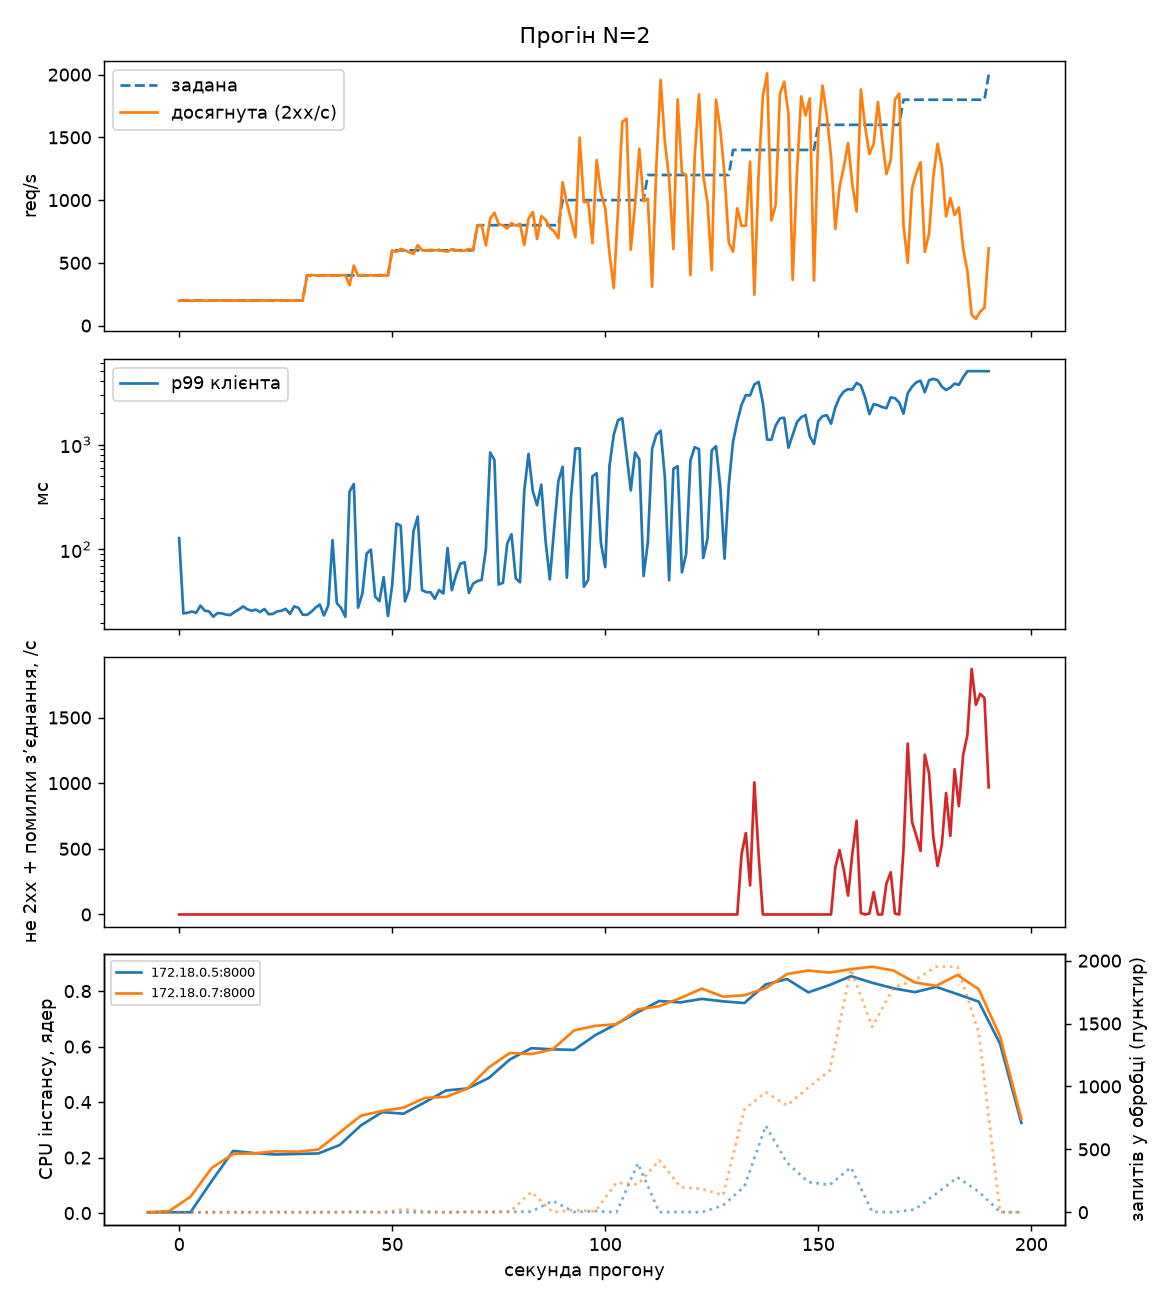 Прогін N=2
2000
1500
1000
500
0
req/s
задана
досягнута (2xx/с)
10³
10²
мс
p99 клієнта
1500
1000
500
0
не 2xx + помилки з’єднання, /с
0.8
0.6
0.4
0.2
0.0
CPU інстансу, ядер
172.18.0.5:8000
172.18.0.7:8000
2000
1500
1000
500
0
запитів у обробці (пунктир)
0 50 100 150 200
секунда прогону